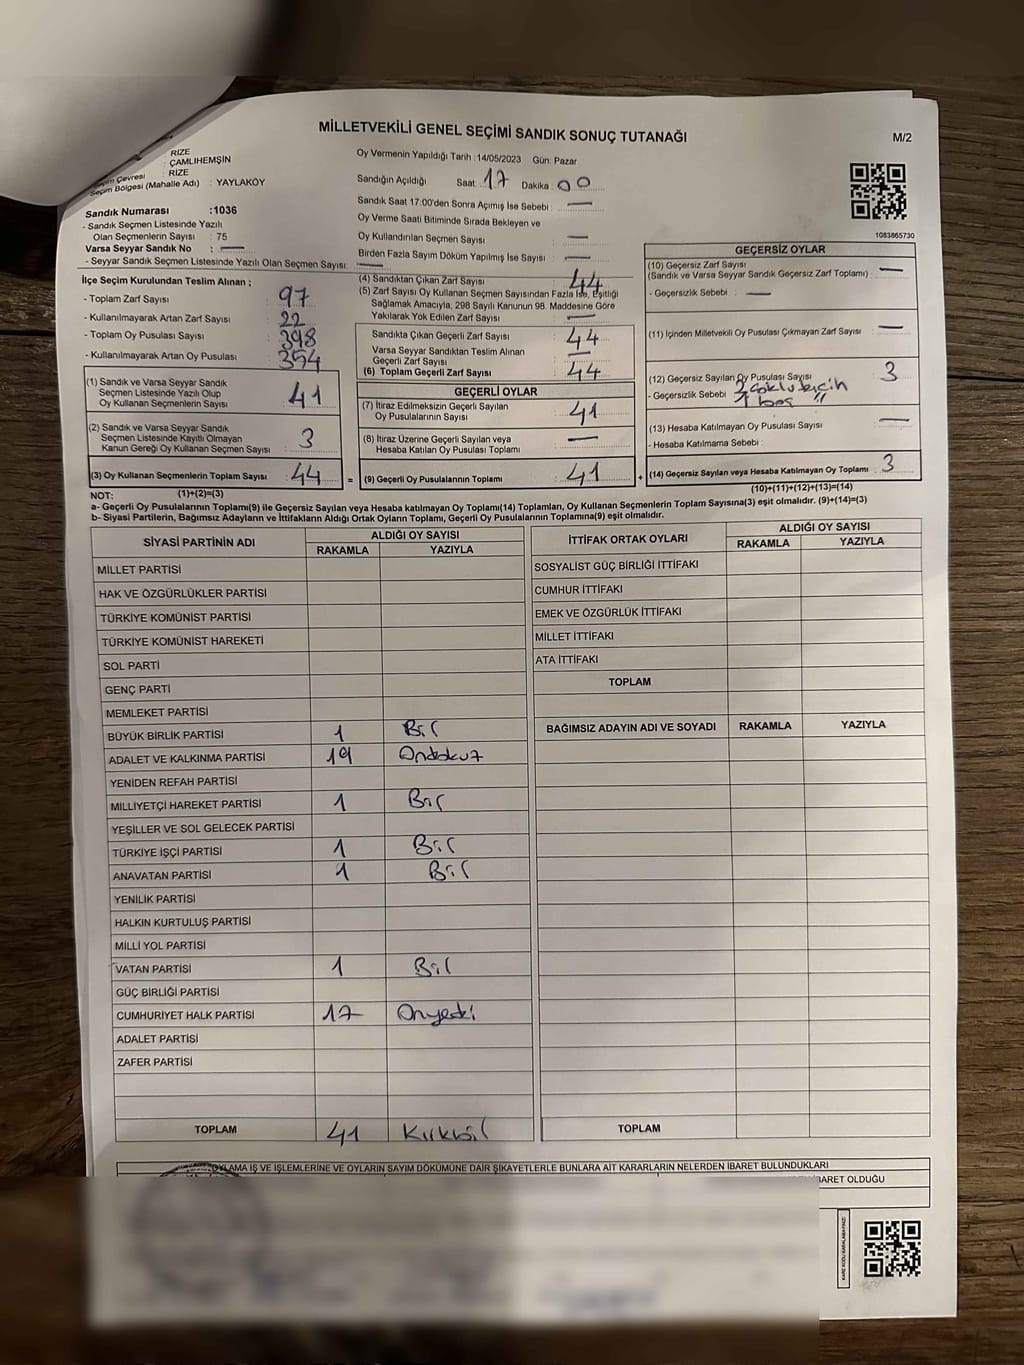 MİLLETVEKİLİ GENEL SEÇİMİ SANDIK SONUÇ TUTANAĞI
M/2
RİZE
ÇAMLIHEMŞİN
Çevresi RİZE
Seçim Bölgesi (Mahalle Adı) : YAYLAKÖY
Sandık Numarası :1036
- Sandık Seçmen Listesinde Yazılı
Olan Seçmenlerin Sayısı : 75
Varsa Seyyar Sandık No : —
- Seyyar Sandık Seçmen Listesinde Yazılı Olan Seçmen Sayısı: —
Oy Vermenin Yapıldığı Tarih : 14/05/2023 Gün: Pazar
Sandığın Açıldığı Saat: 17 Dakika : 00
Sandık Saat 17:00'den Sonra Açımış İse Sebebi : —
Oy Verme Saati Bitiminde Sırada Bekleyen ve
Oy Kullandırılan Seçmen Sayısı : —
Birden Fazla Sayım Döküm Yapılmış İse Sayısı : —
1083865730
İlçe Seçim Kurulundan Teslim Alınan ;
- Toplam Zarf Sayısı : 97
- Kullanılmayarak Artan Zarf Sayısı : 22
- Toplam Oy Pusulası Sayısı : 398
- Kullanılmayarak Artan Oy Pusulası : 354
(1) Sandık ve Varsa Seyyar Sandık
Seçmen Listesinde Yazılı Olup
Oy Kullanan Seçmenlerin Sayısı : 41
(2) Sandık ve Varsa Seyyar Sandık
Seçmen Listesinde Kayıtlı Olmayan
Kanun Gereği Oy Kullanan Seçmen Sayısı : 3
(3) Oy Kullanan Seçmenlerin Toplam Sayısı : 44 =
(1)+(2)=(3)
(4) Sandıktan Çıkan Zarf Sayısı : 44
(5) Zarf Sayısı Oy Kullanan Seçmen Sayısından Fazla İse, Eşitliği
Sağlamak Amacıyla, 298 Sayılı Kanunun 98. Maddesine Göre
Yakılarak Yok Edilen Zarf Sayısı : —
Sandıkta Çıkan Geçerli Zarf Sayısı : 44
Varsa Seyyar Sandıktan Teslim Alınan
Geçerli Zarf Sayısı : —
(6) Toplam Geçerli Zarf Sayısı : 44
GEÇERLİ OYLAR
(7) İtiraz Edilmeksizin Geçerli Sayılan
Oy Pusulalarının Sayısı : 41
(8) İtiraz Üzerine Geçerli Sayılan veya
Hesaba Katılan Oy Pusulası Toplamı : —
(9) Geçerli Oy Pusulalarının Toplamı : 41 +
GEÇERSİZ OYLAR
(10) Geçersiz Zarf Sayısı
(Sandık ve Varsa Seyyar Sandık Geçersiz Zarf Toplamı) : —
- Geçersizlik Sebebi : —
(11) İçinden Milletvekili Oy Pusulası Çıkmayan Zarf Sayısı : —
(12) Geçersiz Sayılan Oy Pusulası Sayısı : 3
- Geçersizlik Sebebi
1 boş "
(13) Hesaba Katılmayan Oy Pusulası Sayısı : —
- Hesaba Katılmama Sebebi :
(14) Geçersiz Sayılan veya Hesaba Katılmayan Oy Toplamı : 3
(10)+(11)+(12)+(13)=(14)
NOT:
a- Geçerli Oy Pusulalarının Toplamı(9) ile Geçersiz Sayılan veya Hesaba katılmayan Oy Toplamı(14) Toplamları, Oy Kullanan Seçmenlerin Toplam Sayısına(3) eşit olmalıdır. (9)+(14)=(3)
b- Siyasi Partilerin, Bağımsız Adayların ve İttifakların Aldığı Ortak Oyların Toplamı, Geçerli Oy Pusulalarının Toplamına(9) eşit olmalıdır.
SİYASİ PARTİNİN ADI ALDIĞI OY SAYISI
RAKAMLA YAZIYLA
MİLLET PARTİSİ
HAK VE ÖZGÜRLÜKLER PARTİSİ
TÜRKİYE KOMÜNİST PARTİSİ
TÜRKİYE KOMÜNİST HAREKETİ
SOL PARTİ
GENÇ PARTİ
MEMLEKET PARTİSİ
BÜYÜK BİRLİK PARTİSİ 1 Bir
ADALET VE KALKINMA PARTİSİ 19 Ondokuz
YENİDEN REFAH PARTİSİ
MİLLİYETÇİ HAREKET PARTİSİ 1 Bir
YEŞİLLER VE SOL GELECEK PARTİSİ
TÜRKİYE İŞÇİ PARTİSİ 1 Bir
ANAVATAN PARTİSİ 1 Bir
YENİLİK PARTİSİ
HALKIN KURTULUŞ PARTİSİ
MİLLİ YOL PARTİSİ
VATAN PARTİSİ 1 Bir
GÜÇ BİRLİĞİ PARTİSİ
CUMHURİYET HALK PARTİSİ 17 Onyedi
ADALET PARTİSİ
ZAFER PARTİSİ
TOPLAM 41 Kırkbir
İTTİFAK ORTAK OYLARI ALDIĞI OY SAYISI
RAKAMLA YAZIYLA
SOSYALİST GÜÇ BİRLİĞİ İTTİFAKI
CUMHUR İTTİFAKI
EMEK VE ÖZGÜRLÜK İTTİFAKI
MİLLET İTTİFAKI
ATA İTTİFAKI
TOPLAM
BAĞIMSIZ ADAYIN ADI VE SOYADI RAKAMLA YAZIYLA
TOPLAM
OYLAMA İŞ VE İŞLEMLERİNE VE OYLARIN SAYIM DÖKÜMÜNE DAİR ŞİKAYETLERLE BUNLARA AİT KARARLARIN NELERDEN İBARET BULUNDUKLARI
İBARET OLDUĞU